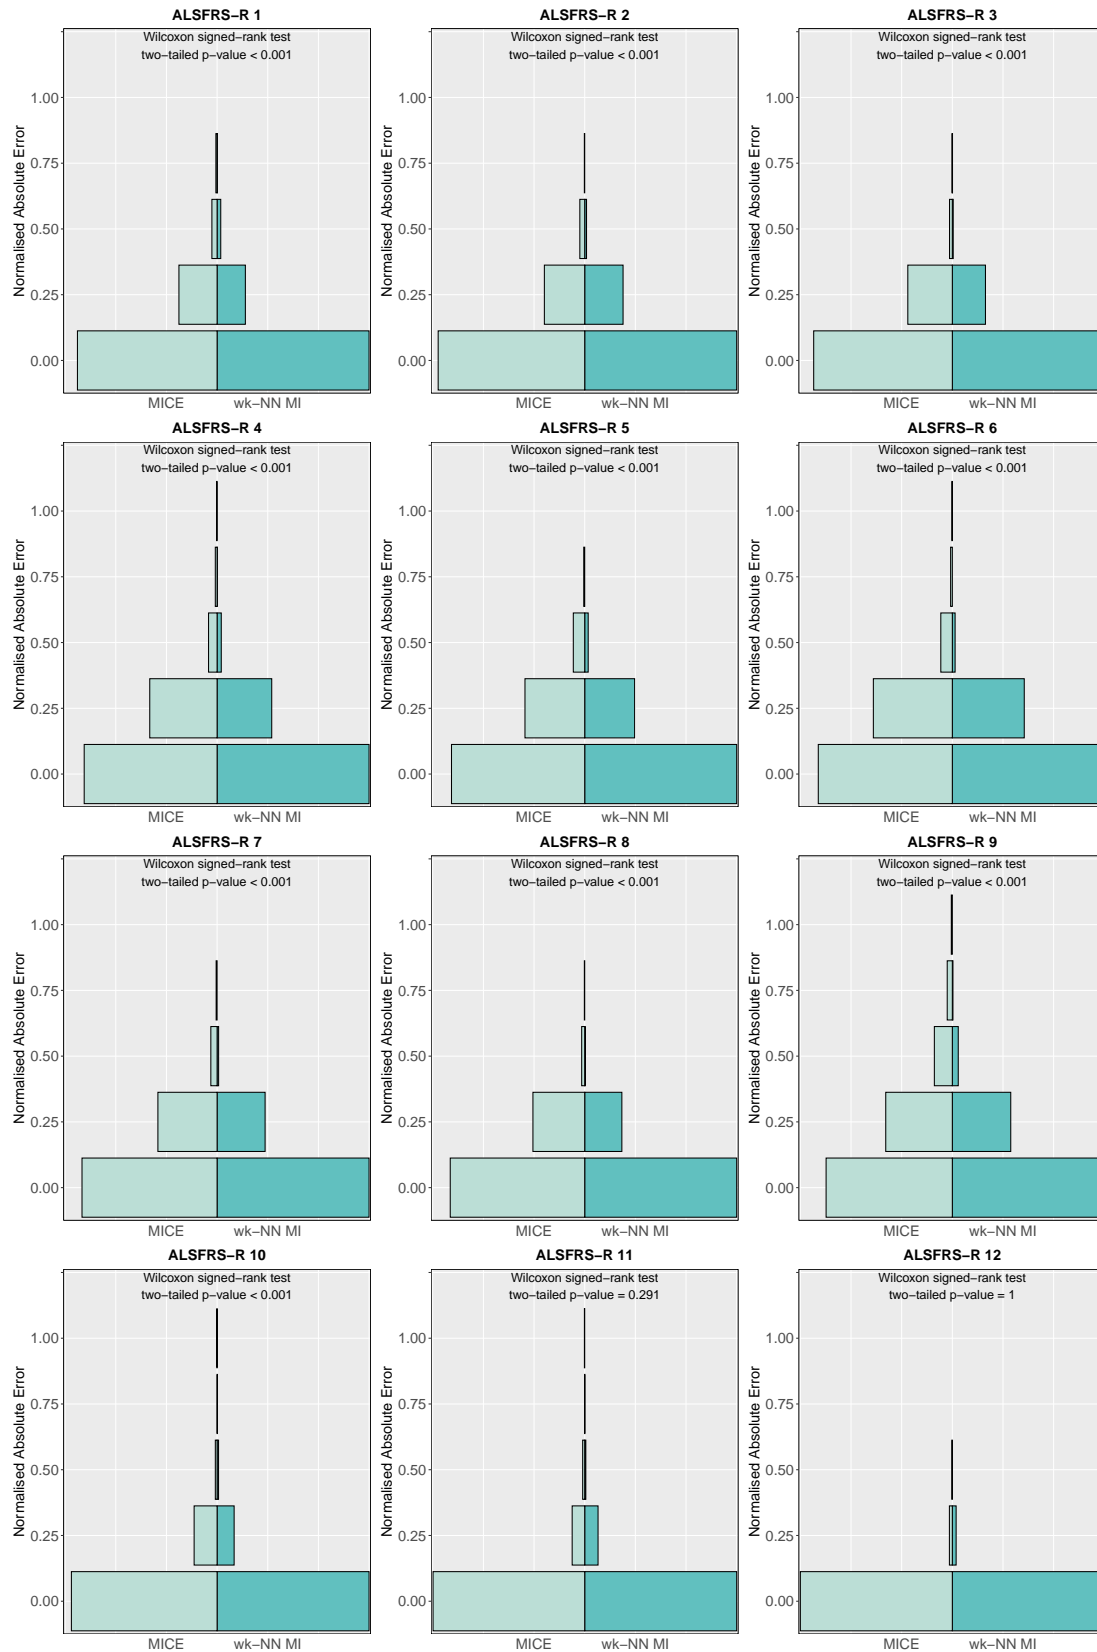 ALSFRS−R 1
Wilcoxon signed−rank test
two−tailed p−value < 0.001
Normalised Absolute Error
1.00
0.75
0.50
0.25
0.00
MICE wk−NN MI
ALSFRS−R 2
Wilcoxon signed−rank test
two−tailed p−value < 0.001
Normalised Absolute Error
1.00
0.75
0.50
0.25
0.00
MICE wk−NN MI
ALSFRS−R 3
Wilcoxon signed−rank test
two−tailed p−value < 0.001
Normalised Absolute Error
1.00
0.75
0.50
0.25
0.00
MICE wk−NN MI
ALSFRS−R 4
Wilcoxon signed−rank test
two−tailed p−value < 0.001
Normalised Absolute Error
1.00
0.75
0.50
0.25
0.00
MICE wk−NN MI
ALSFRS−R 5
Wilcoxon signed−rank test
two−tailed p−value < 0.001
Normalised Absolute Error
1.00
0.75
0.50
0.25
0.00
MICE wk−NN MI
ALSFRS−R 6
Wilcoxon signed−rank test
two−tailed p−value < 0.001
Normalised Absolute Error
1.00
0.75
0.50
0.25
0.00
MICE wk−NN MI
ALSFRS−R 7
Wilcoxon signed−rank test
two−tailed p−value < 0.001
Normalised Absolute Error
1.00
0.75
0.50
0.25
0.00
MICE wk−NN MI
ALSFRS−R 8
Wilcoxon signed−rank test
two−tailed p−value < 0.001
Normalised Absolute Error
1.00
0.75
0.50
0.25
0.00
MICE wk−NN MI
ALSFRS−R 9
Wilcoxon signed−rank test
two−tailed p−value < 0.001
Normalised Absolute Error
1.00
0.75
0.50
0.25
0.00
MICE wk−NN MI
ALSFRS−R 10
Wilcoxon signed−rank test
two−tailed p−value < 0.001
Normalised Absolute Error
1.00
0.75
0.50
0.25
0.00
MICE wk−NN MI
ALSFRS−R 11
Wilcoxon signed−rank test
two−tailed p−value = 0.291
Normalised Absolute Error
1.00
0.75
0.50
0.25
0.00
MICE wk−NN MI
ALSFRS−R 12
Wilcoxon signed−rank test
two−tailed p−value = 1
Normalised Absolute Error
1.00
0.75
0.50
0.25
0.00
MICE wk−NN MI